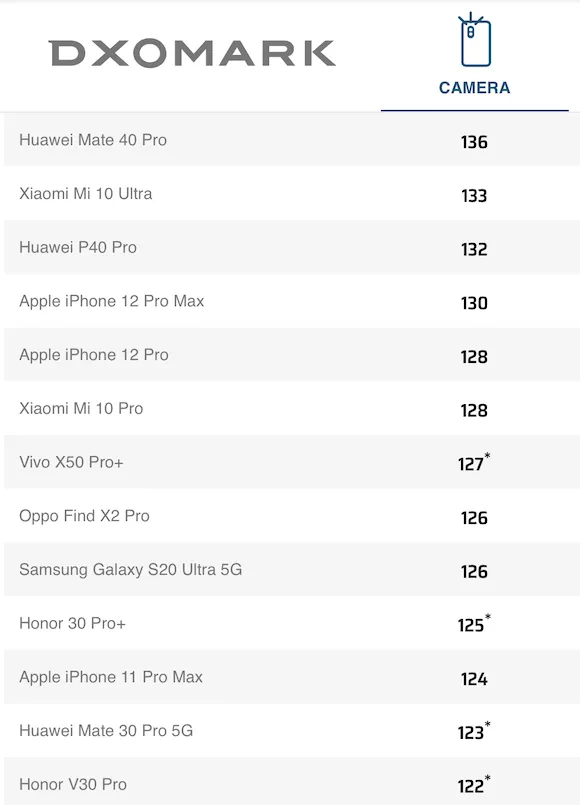 DXOMARK
CAMERA
Huawei Mate 40 Pro 136
Xiaomi Mi 10 Ultra 133
Huawei P40 Pro 132
Apple iPhone 12 Pro Max 130
Apple iPhone 12 Pro 128
Xiaomi Mi 10 Pro 128
Vivo X50 Pro+ 127*
Oppo Find X2 Pro 126
Samsung Galaxy S20 Ultra 5G 126
Honor 30 Pro+ 125*
Apple iPhone 11 Pro Max 124
Huawei Mate 30 Pro 5G 123*
Honor V30 Pro 122*